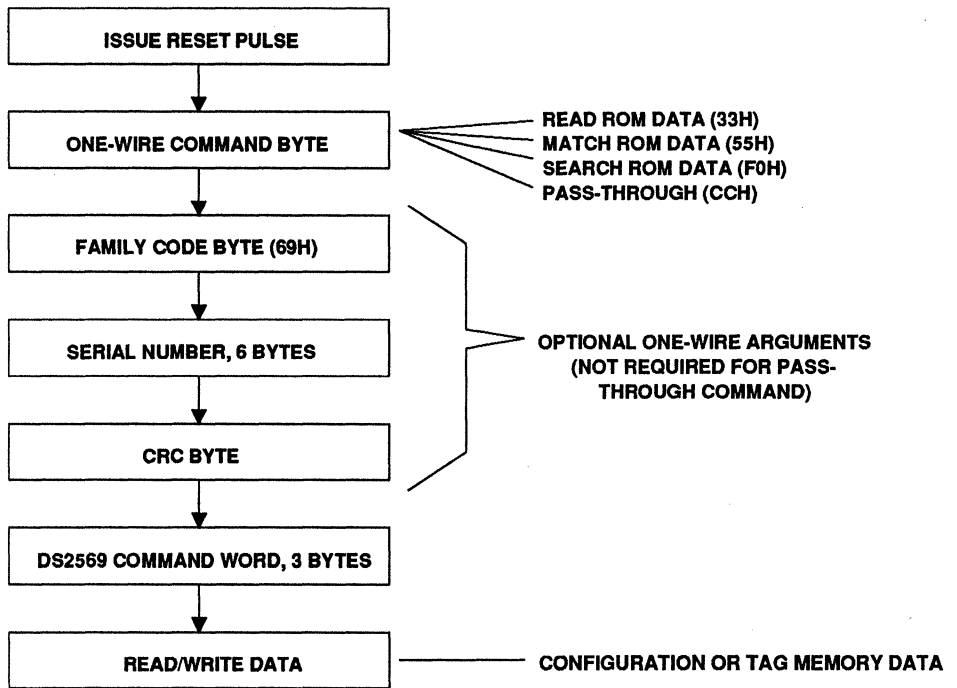 ISSUE RESET PULSE
ONE-WIRE COMMAND BYTE
READ ROM DATA (33H)
MATCH ROM DATA (55H)
SEARCH ROM DATA (F0H)
PASS-THROUGH (CCH)
FAMILY CODE BYTE (69H)
SERIAL NUMBER, 6 BYTES
OPTIONAL ONE-WIRE ARGUMENTS
(NOT REQUIRED FOR PASS-
THROUGH COMMAND)
CRC BYTE
DS2569 COMMAND WORD, 3 BYTES
READ/WRITE DATA
CONFIGURATION OR TAG MEMORY DATA